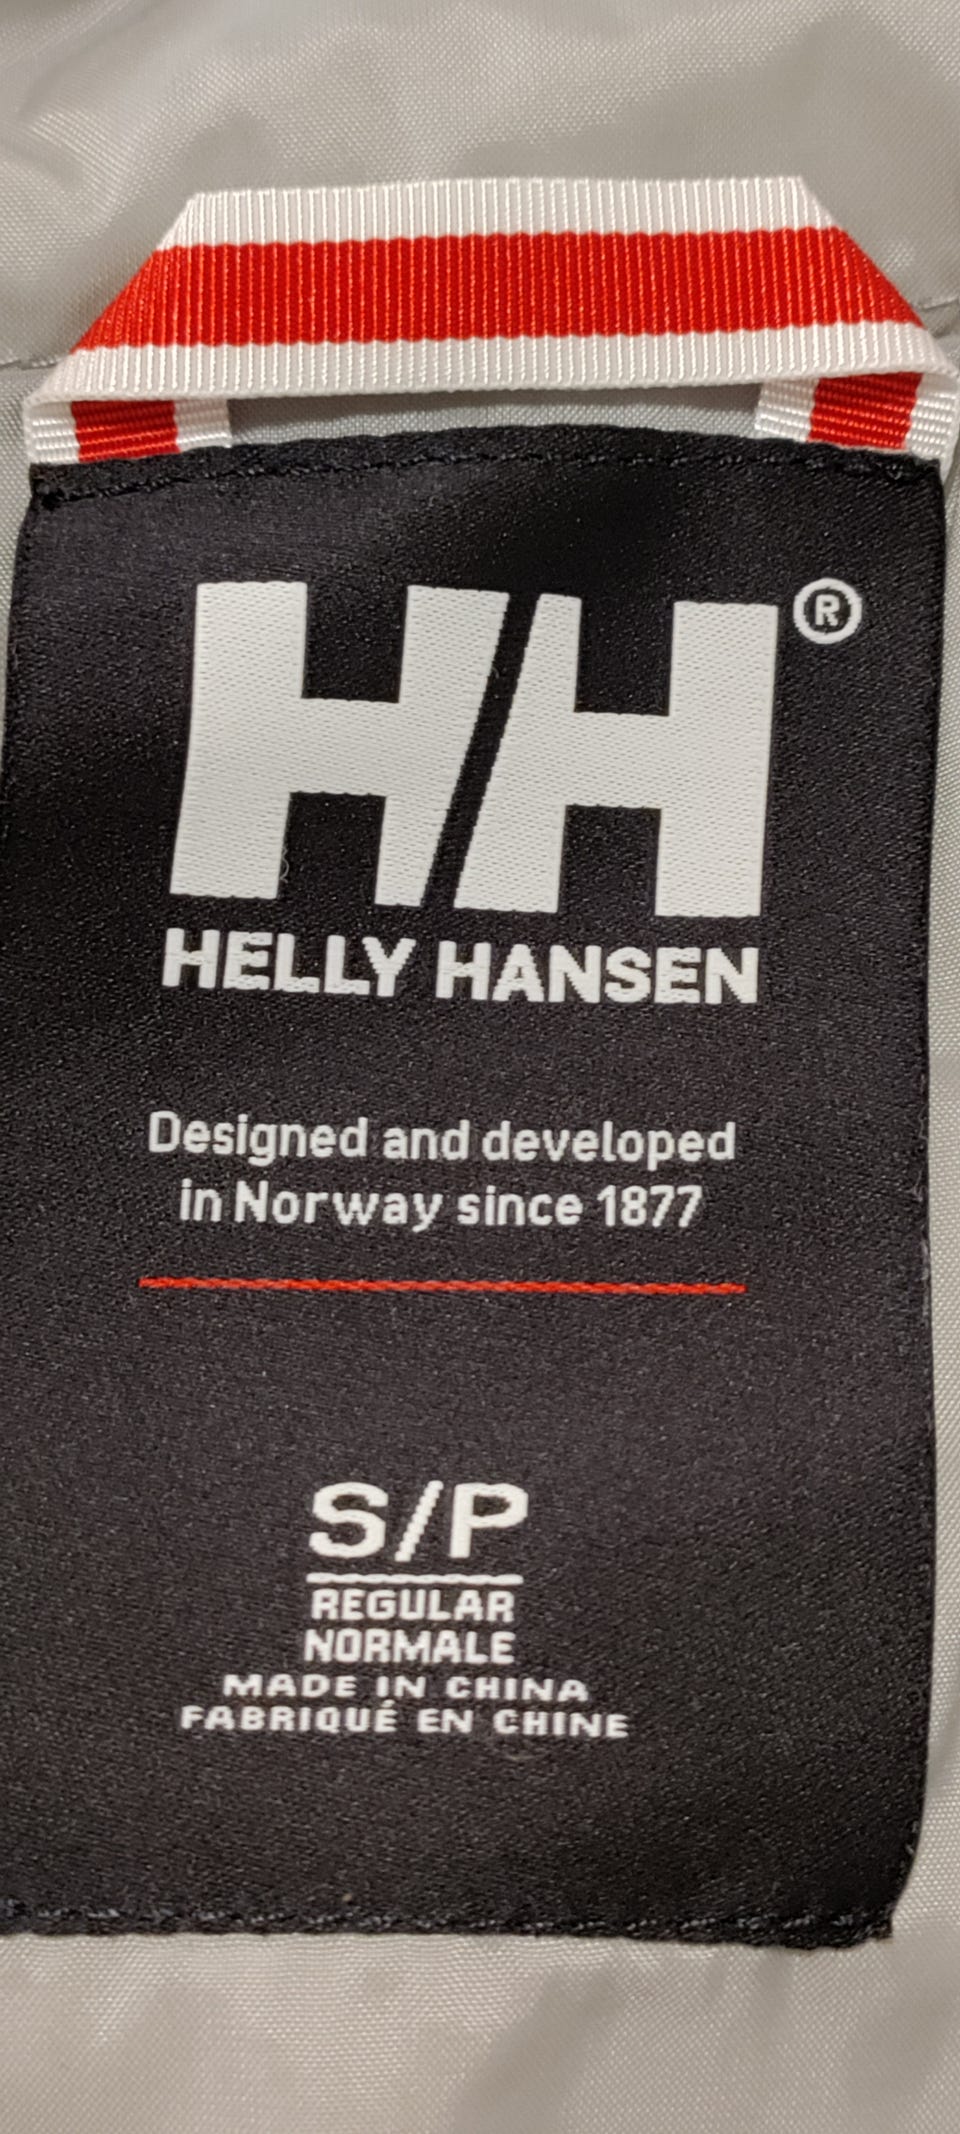 HH®
HELLY HANSEN
Designed and developed
in Norway since 1877
S/P
REGULAR
NORMALE
MADE IN CHINA
FABRIQUÉ EN CHINE